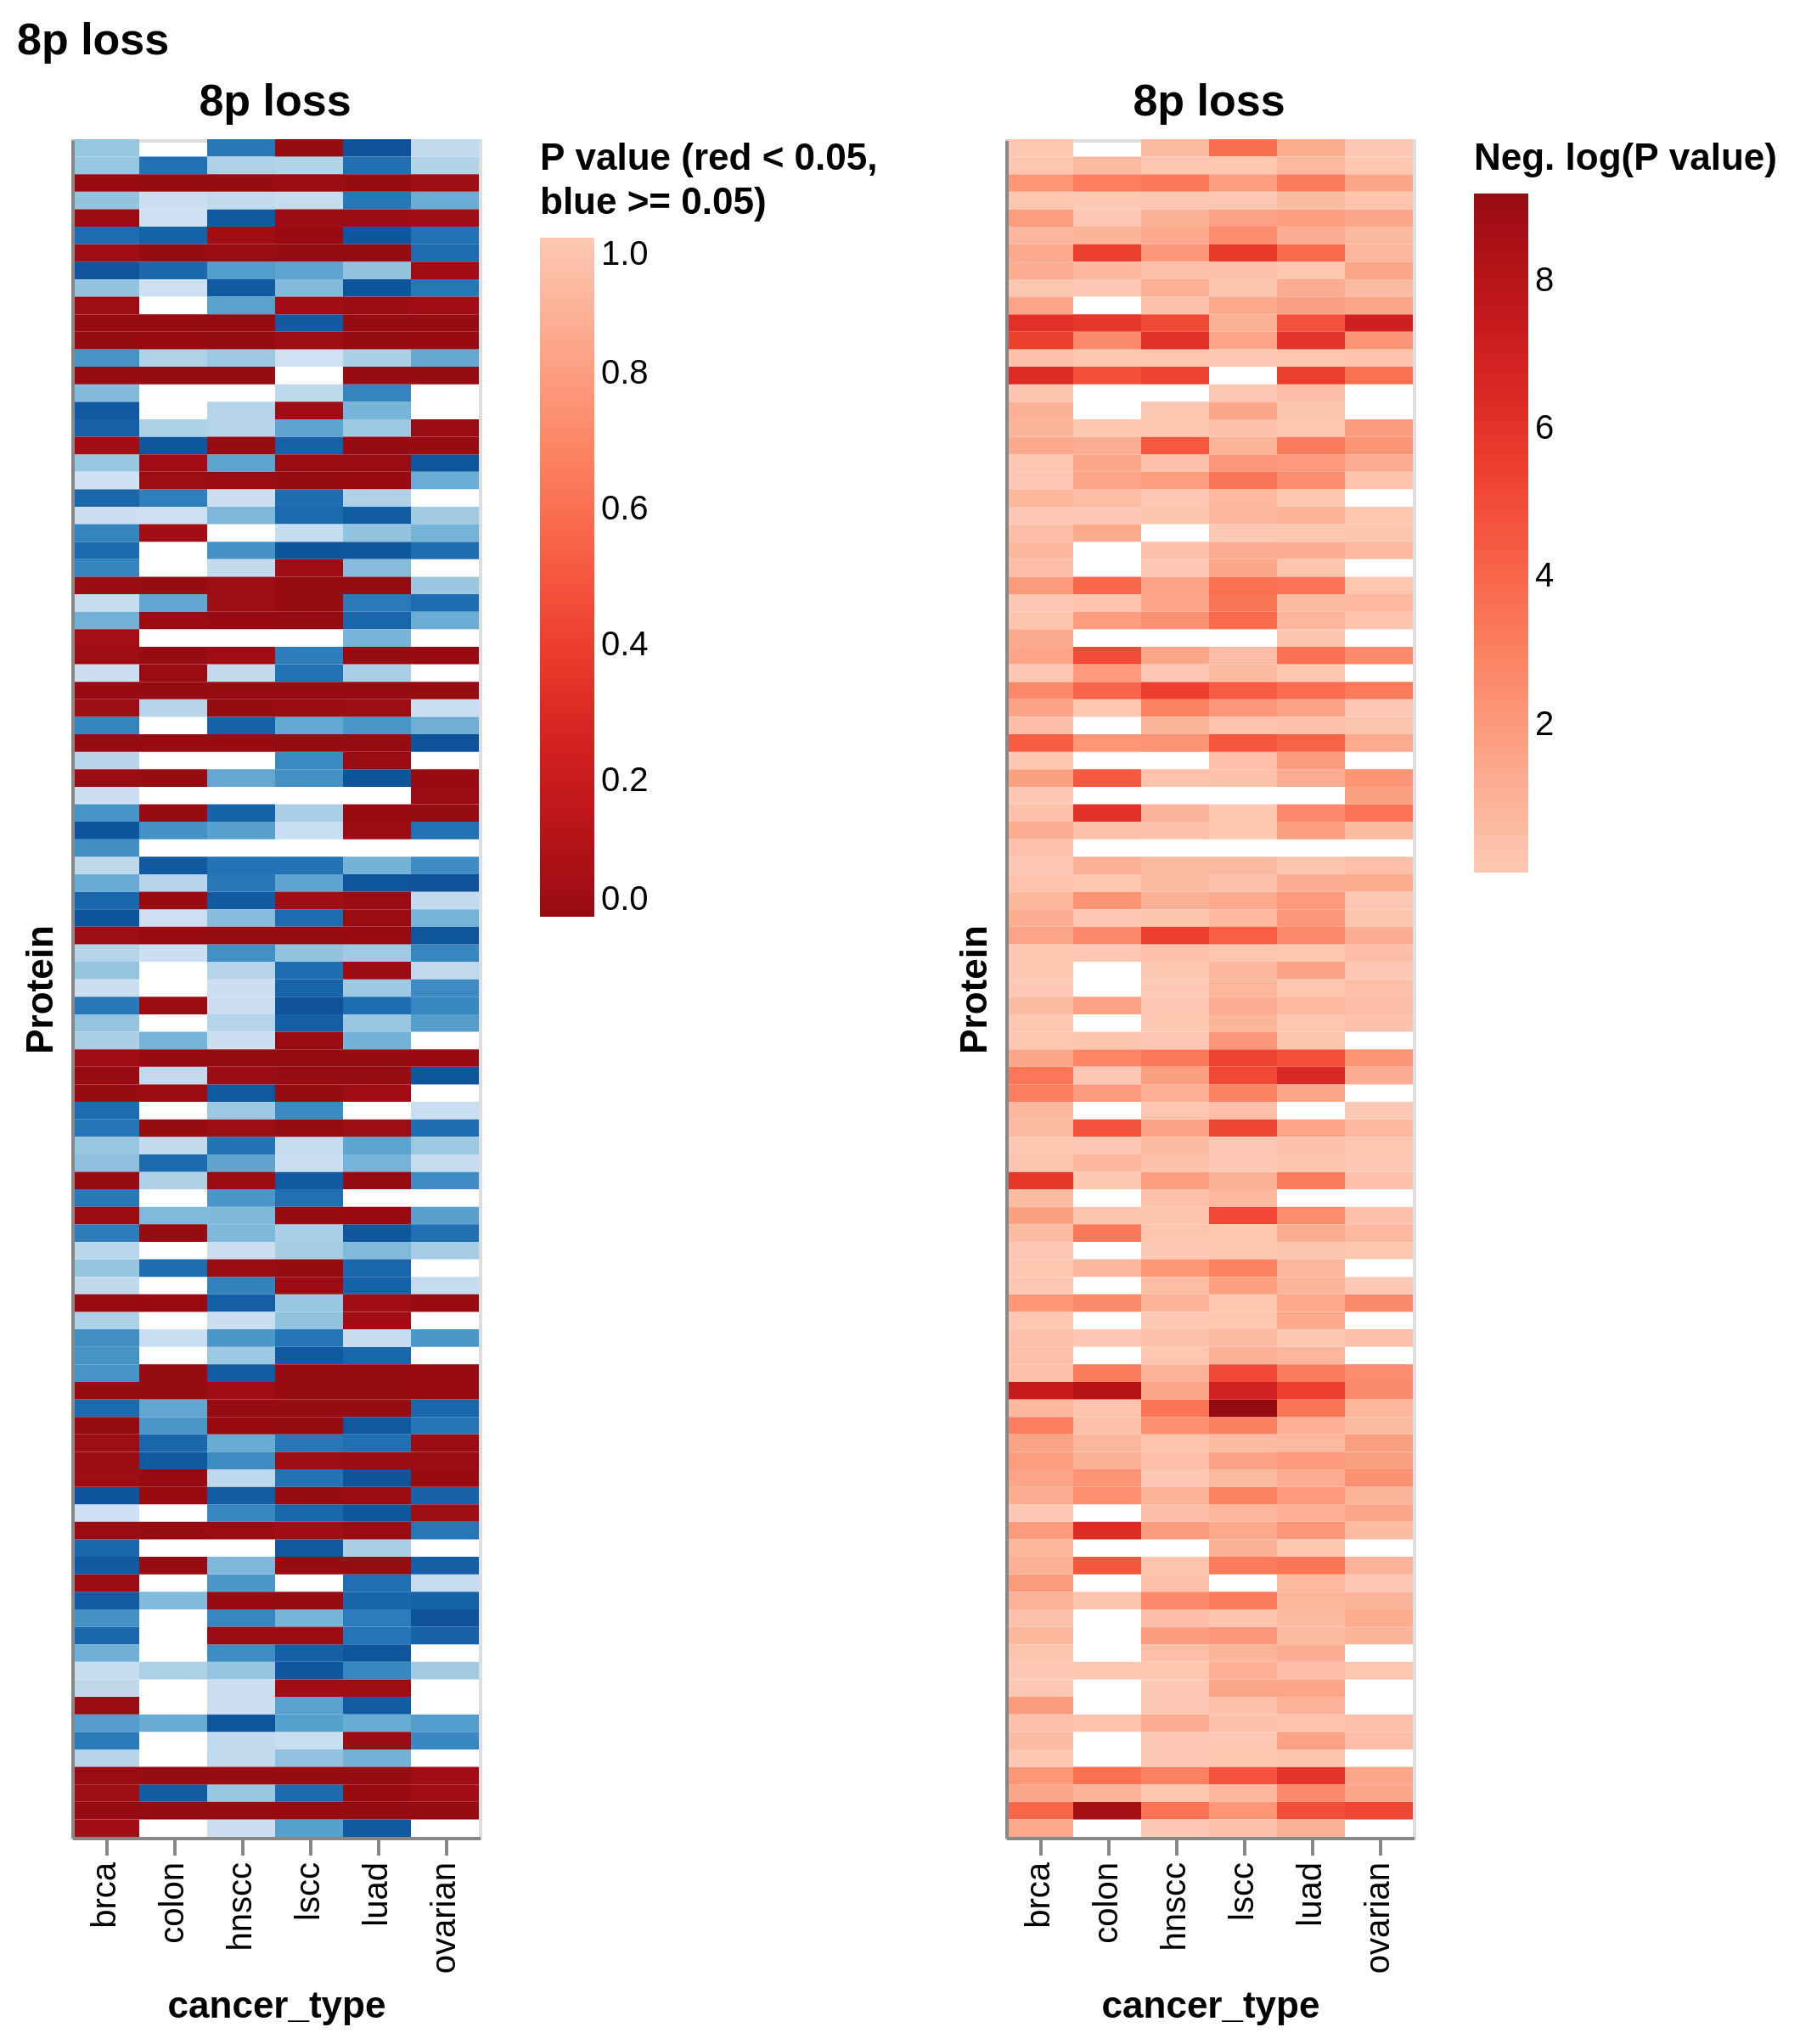 8p loss
8p loss
P value (red < 0.05,
blue >= 0.05)
1.0
0.8
0.6
0.4
0.2
0.0
Protein
brca
colon
hnscc
lscc
luad
ovarian
cancer_type
8p loss
Neg. log(P value)
8
6
4
2
Protein
brca
colon
hnscc
lscc
luad
ovarian
cancer_type